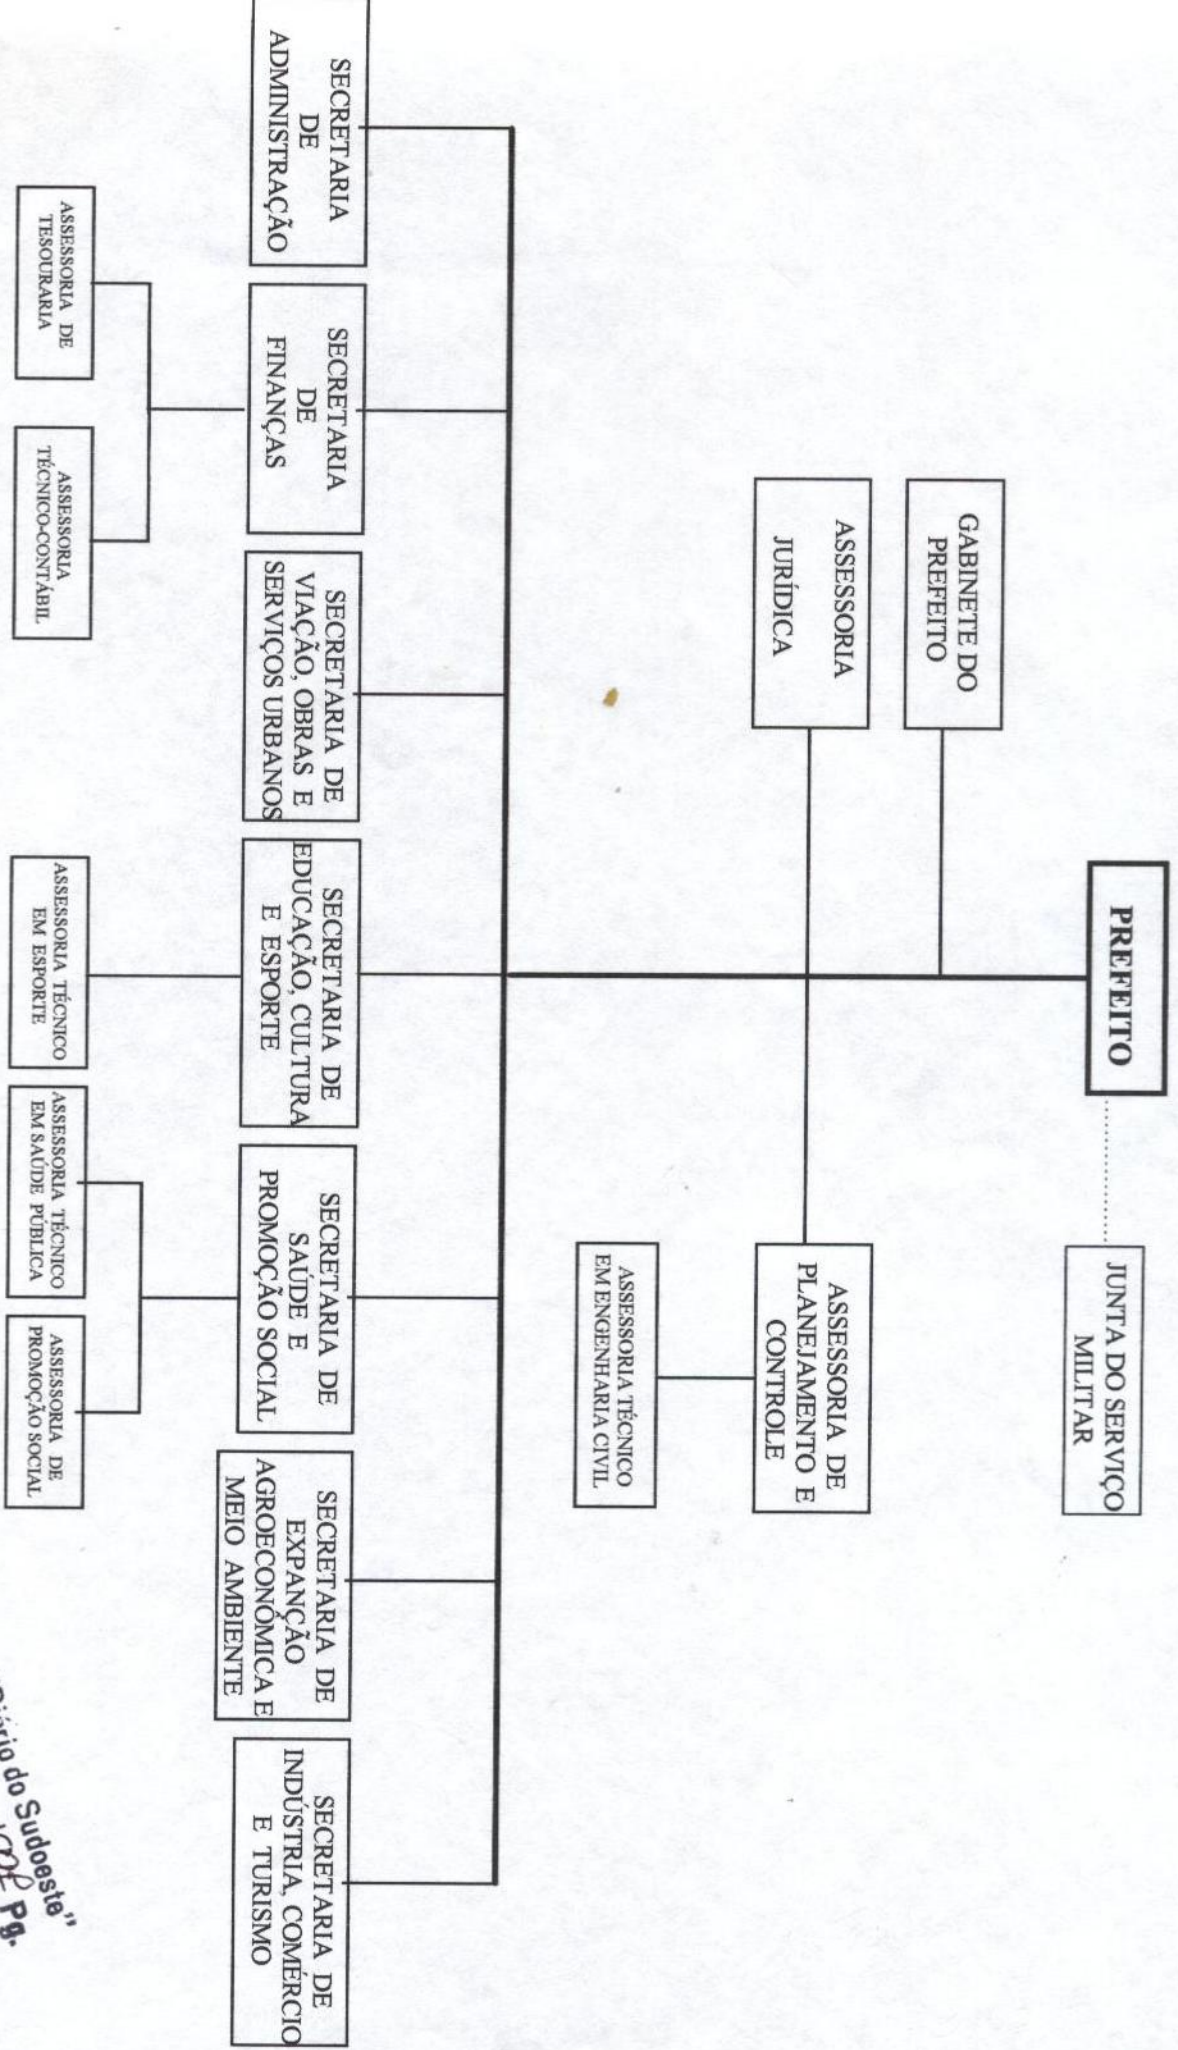 PREFEITO
JUNTA DO SERVIÇO
MILITAR
GABINETE DO
PREFEITO
ASSESSORIA
JURÍDICA
ASSESSORIA DE
PLANEJAMENTO E
CONTROLE
ASSESSORIA TÉCNICO
EM ENGENHARIA CIVIL
SECRETARIA
DE
ADMINISTRAÇÃO
SECRETARIA
DE
FINANÇAS
SECRETARIA DE
VIAÇÃO, OBRAS E
SERVIÇOS URBANOS
SECRETARIA DE
EDUCAÇÃO, CULTURA
E ESPORTE
SECRETARIA DE
SAÚDE E
PROMOÇÃO SOCIAL
SECRETARIA DE
EXPANÇÃO
AGROECONÔMICA E
MEIO AMBIENTE
SECRETARIA DE
INDÚSTRIA, COMÉRCIO
E TURISMO
ASSESSORIA DE
TESOURARIA
ASSESSORIA
TÉCNICO-CONTÁBIL
ASSESSORIA TÉCNICO
EM ESPORTE
ASSESSORIA TÉCNICO
EM SAÚDE PÚBLICA
ASSESSORIA DE
PROMOÇÃO SOCIAL
do Sudoeste"
Pg.